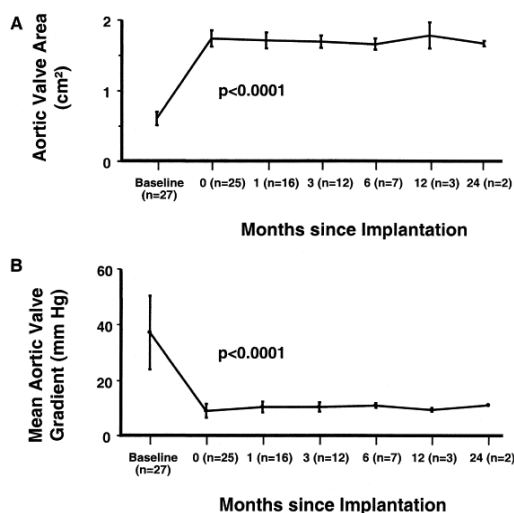 A
Aortic Valve Area
(cm²)
2
1
0
p<0.0001
Baseline
(n=27)
0 (n=25)
1 (n=16)
3 (n=12)
6 (n=7)
12 (n=3)
24 (n=2)
Months since Implantation
B
Mean Aortic Valve
Gradient (mm Hg)
60
40
20
0
p<0.0001
Baseline
(n=27)
0 (n=25)
1 (n=16)
3 (n=12)
6 (n=7)
12 (n=3)
24 (n=2)
Months since Implantation